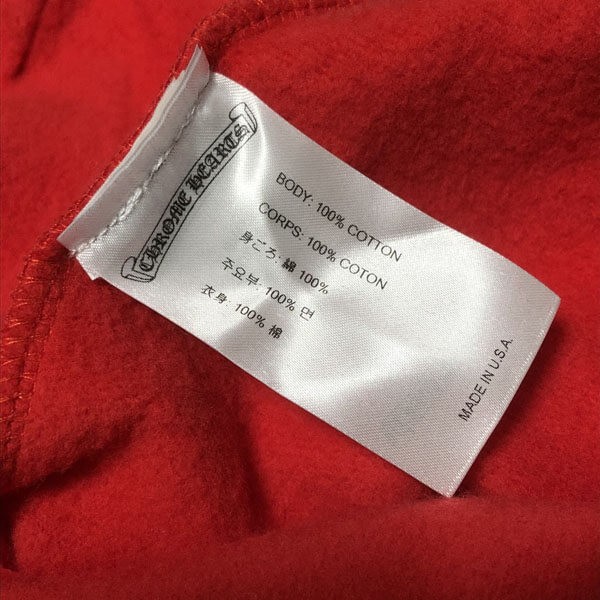 CHROME HEARTS
BODY: 100% COTTON
CORPS: 100% COTON
身ごろ: 綿 100%
주요부: 100% 면
衣身: 100% 棉
MADE IN U.S.A.